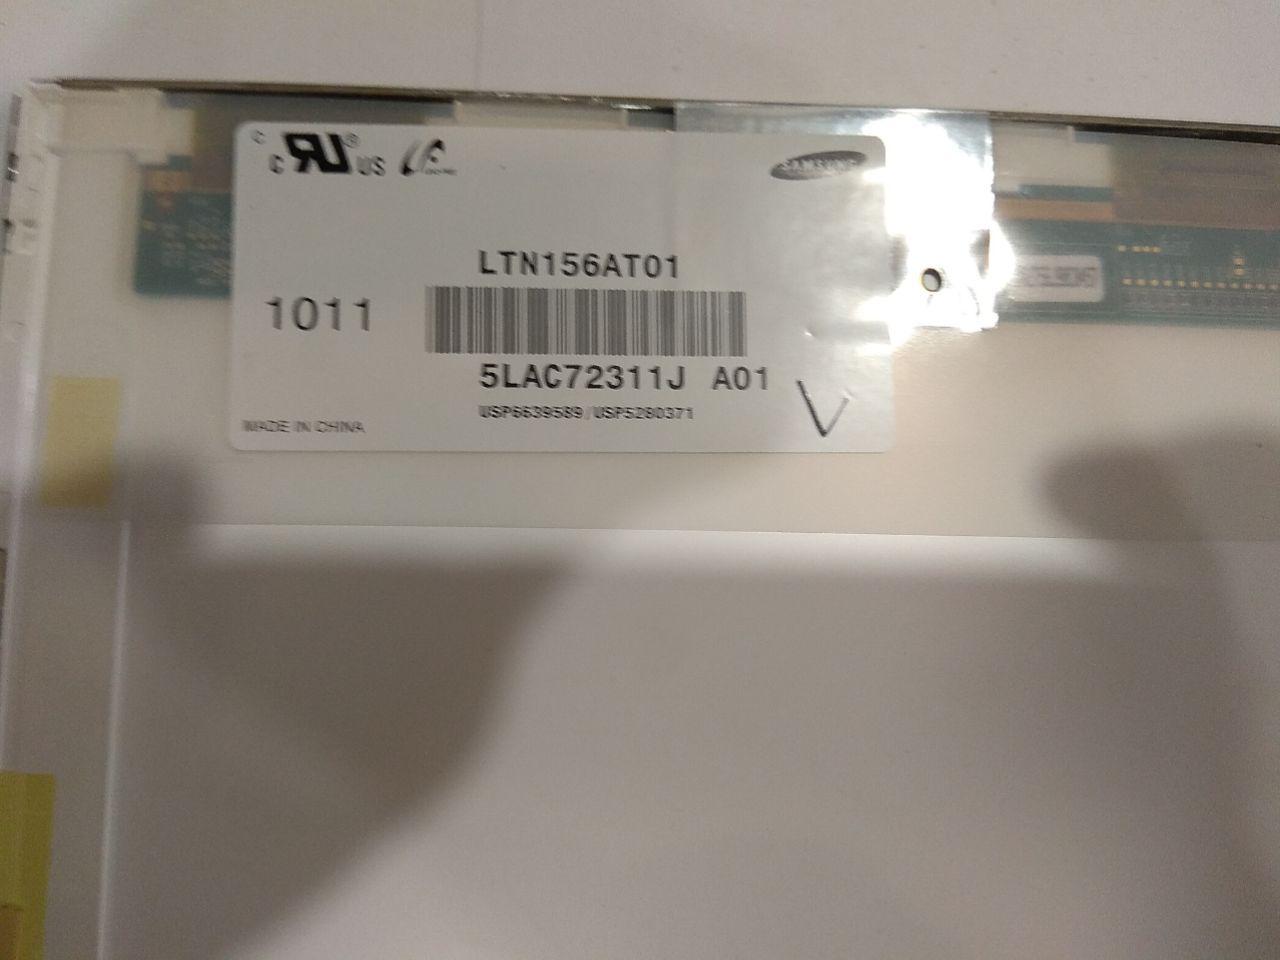 c RU ® US
SAMSUNG
LTN156AT01
1011
5LAC72311J A01
USP6639589/USP5280371
MADE IN CHINA
V